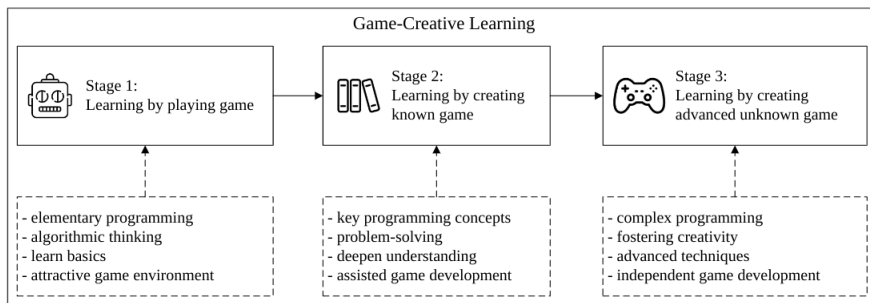 Game-Creative Learning
Stage 1:
Learning by playing game
Stage 2:
Learning by creating
known game
Stage 3:
Learning by creating
advanced unknown game
- elementary programming
- algorithmic thinking
- learn basics
- attractive game environment
- key programming concepts
- problem-solving
- deepen understanding
- assisted game development
- complex programming
- fostering creativity
- advanced techniques
- independent game development